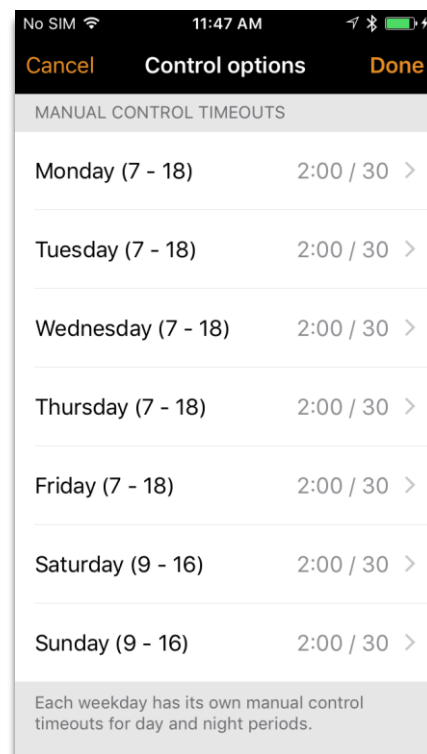 No SIM 11:47 AM
Cancel Control options Done
MANUAL CONTROL TIMEOUTS
Monday (7 - 18) 2:00 / 30 >
Tuesday (7 - 18) 2:00 / 30 >
Wednesday (7 - 18) 2:00 / 30 >
Thursday (7 - 18) 2:00 / 30 >
Friday (7 - 18) 2:00 / 30 >
Saturday (9 - 16) 2:00 / 30 >
Sunday (9 - 16) 2:00 / 30 >
Each weekday has its own manual control
timeouts for day and night periods.